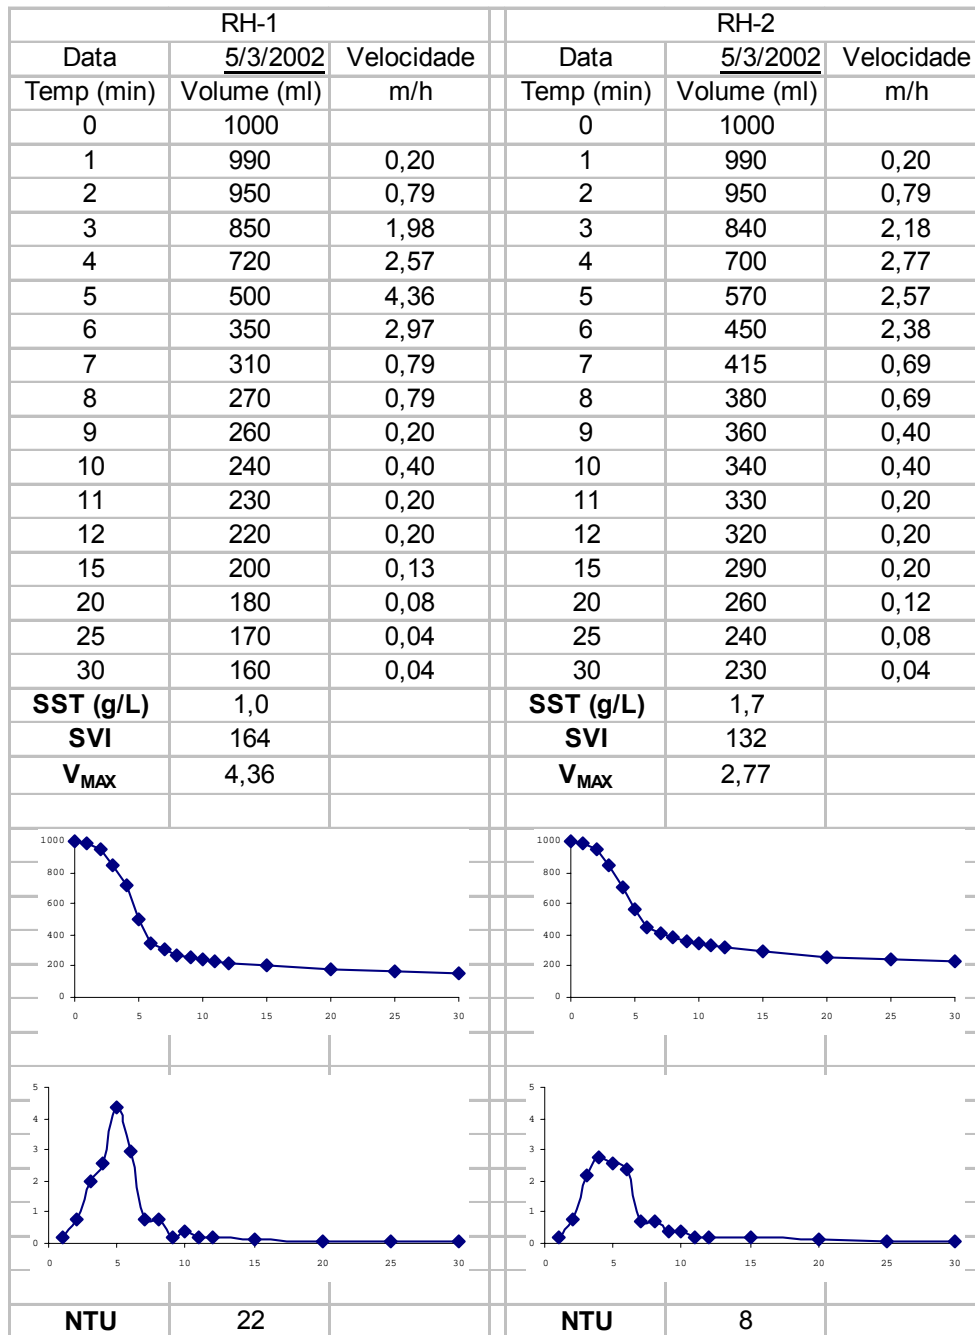 RH-1 RH-2
Data 5/3/2002 Velocidade Data 5/3/2002 Velocidade
Temp (min) Volume (ml) m/h Temp (min) Volume (ml) m/h
0 1000 0 1000
1 990 0,20 1 990 0,20
2 950 0,79 2 950 0,79
3 850 1,98 3 840 2,18
4 720 2,57 4 700 2,77
5 500 4,36 5 570 2,57
6 350 2,97 6 450 2,38
7 310 0,79 7 415 0,69
8 270 0,79 8 380 0,69
9 260 0,20 9 360 0,40
10 240 0,40 10 340 0,40
11 230 0,20 11 330 0,20
12 220 0,20 12 320 0,20
15 200 0,13 15 290 0,20
20 180 0,08 20 260 0,12
25 170 0,04 25 240 0,08
30 160 0,04 30 230 0,04
SST (g/L) 1,0 SST (g/L) 1,7
SVI 164 SVI 132
VMAX 4,36 VMAX 2,77
1000 1000
800 800
600 600
400 400
200 200
0 0
0 5 10 15 20 25 30 0 5 10 15 20 25 30
5 5
4 4
3 3
2 2
1 1
0 0
0 5 10 15 20 25 30 0 5 10 15 20 25 30
NTU 22 NTU 8